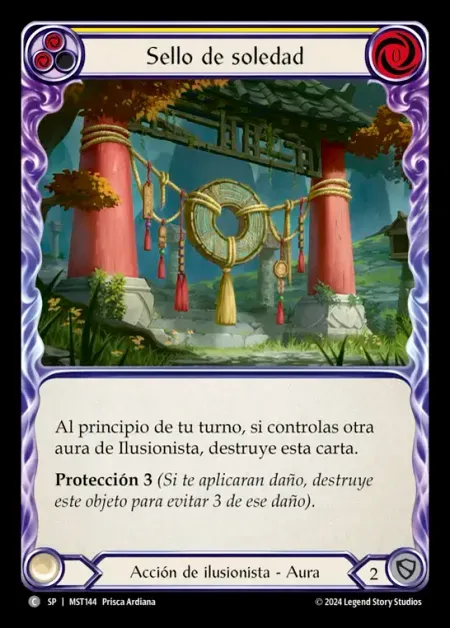 Sello de soledad
0
Al principio de tu turno, si controlas otra
aura de Ilusionista, destruye esta carta.
Protección 3 (Si te aplicaran daño, destruye
este objeto para evitar 3 de ese daño).
Acción de ilusionista - Aura
2
C SP | MST144 Prisca Ardiana
© 2024 Legend Story Studios